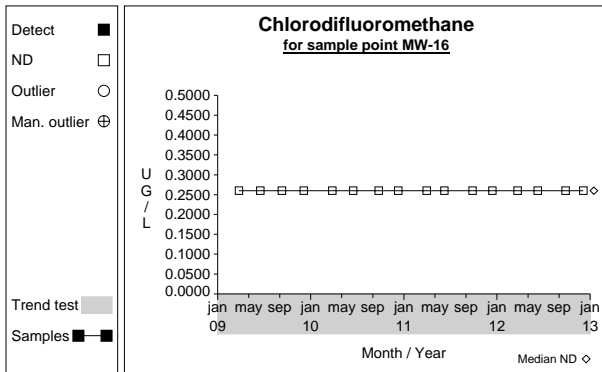 Detect
ND
Outlier
Man. outlier
Trend test
Samples
Chlorodifluoromethane
for sample point MW-16
U
G
/
L
0.5000
0.4500
0.4000
0.3500
0.3000
0.2500
0.2000
0.1500
0.1000
0.0500
0.0000
jan may sep jan may sep jan may sep jan may sep jan
09 10 11 12 13
Month / Year
Median ND